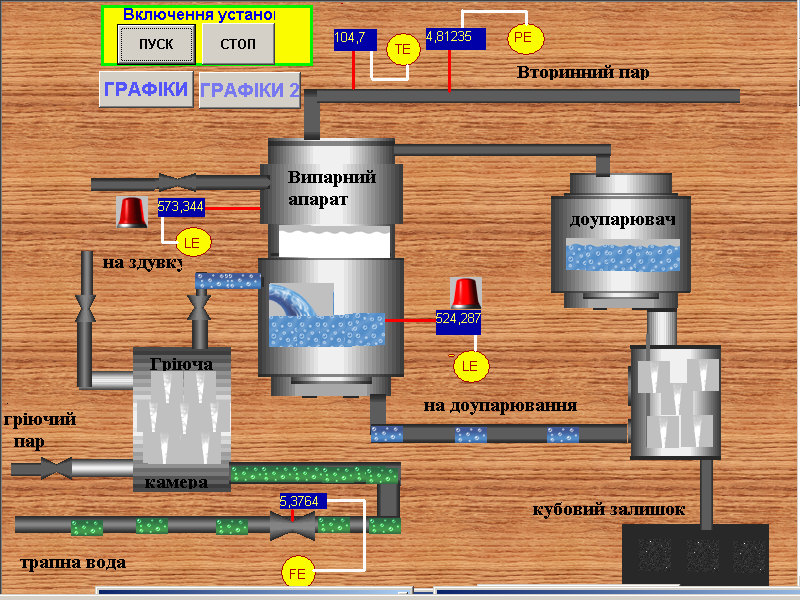 Включення установ
ПУСК
СТОП
ГРАФІКИ
ГРАФІКИ 2
104,7
TE
4,81235
PE
Вторинний пар
Випарний
апарат
573,344
LE
на здувку
доупарювач
524,287
LE
Гріюча
камера
гріючий
пар
на доупарювання
5,3764
FE
трапна вода
кубовий залишок